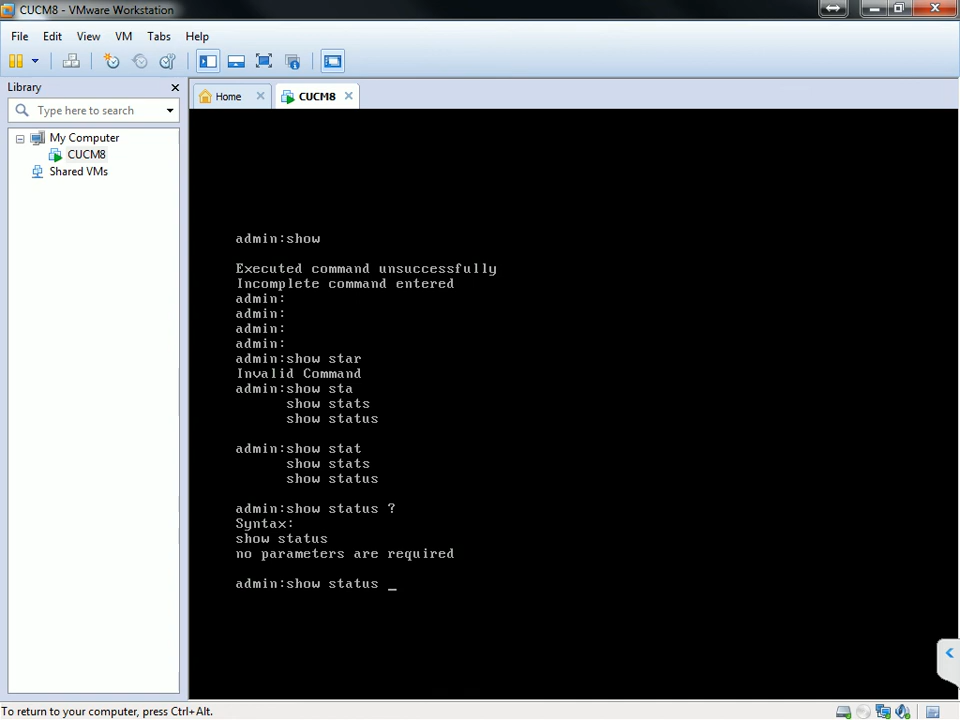 CUCM8 - VMware Workstation
File Edit View VM Tabs Help
Library
Type here to search
My Computer
CUCM8
Shared VMs
Home
CUCM8
admin:show
Executed command unsuccessfully
Incomplete command entered
admin:
admin:
admin:
admin:
admin:show star
Invalid Command
admin:show sta
show stats
show status
admin:show stat
show stats
show status
admin:show status ?
Syntax:
show status
no parameters are required
admin:show status _
To return to your computer, press Ctrl+Alt.